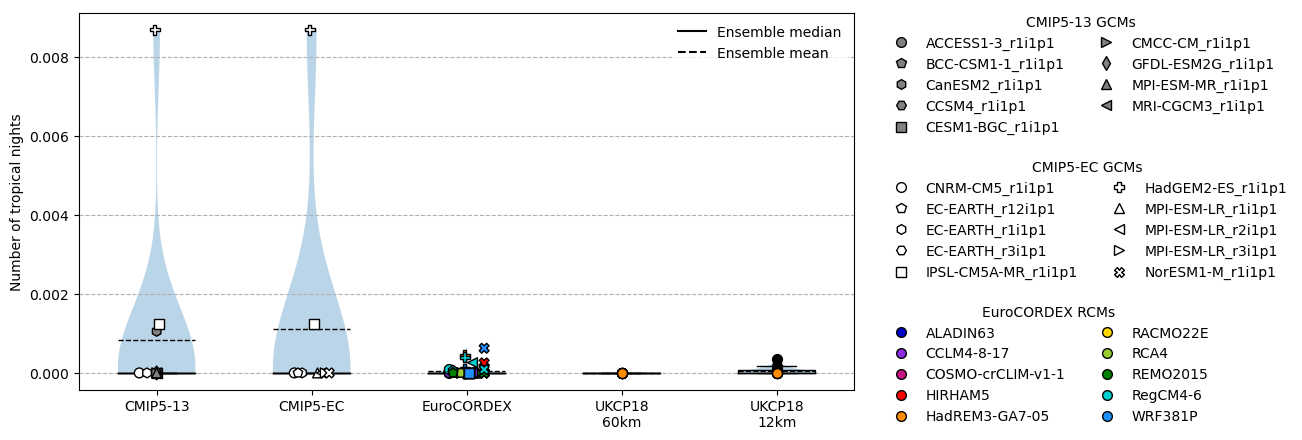 0.008
0.006
0.004
0.002
0.000
Number of tropical nights
Ensemble median
Ensemble mean
CMIP5-13
CMIP5-EC
EuroCORDEX
UKCP18
60km
UKCP18
12km
CMIP5-13 GCMs
ACCESS1-3_r1i1p1
BCC-CSM1-1_r1i1p1
CanESM2_r1i1p1
CCSM4_r1i1p1
CESM1-BGC_r1i1p1
CMCC-CM_r1i1p1
GFDL-ESM2G_r1i1p1
MPI-ESM-MR_r1i1p1
MRI-CGCM3_r1i1p1
CMIP5-EC GCMs
CNRM-CM5_r1i1p1
EC-EARTH_r12i1p1
EC-EARTH_r1i1p1
EC-EARTH_r3i1p1
IPSL-CM5A-MR_r1i1p1
HadGEM2-ES_r1i1p1
MPI-ESM-LR_r1i1p1
MPI-ESM-LR_r2i1p1
MPI-ESM-LR_r3i1p1
NorESM1-M_r1i1p1
EuroCORDEX RCMs
ALADIN63
CCLM4-8-17
COSMO-crCLIM-v1-1
HIRHAM5
HadREM3-GA7-05
RACMO22E
RCA4
REMO2015
RegCM4-6
WRF381P